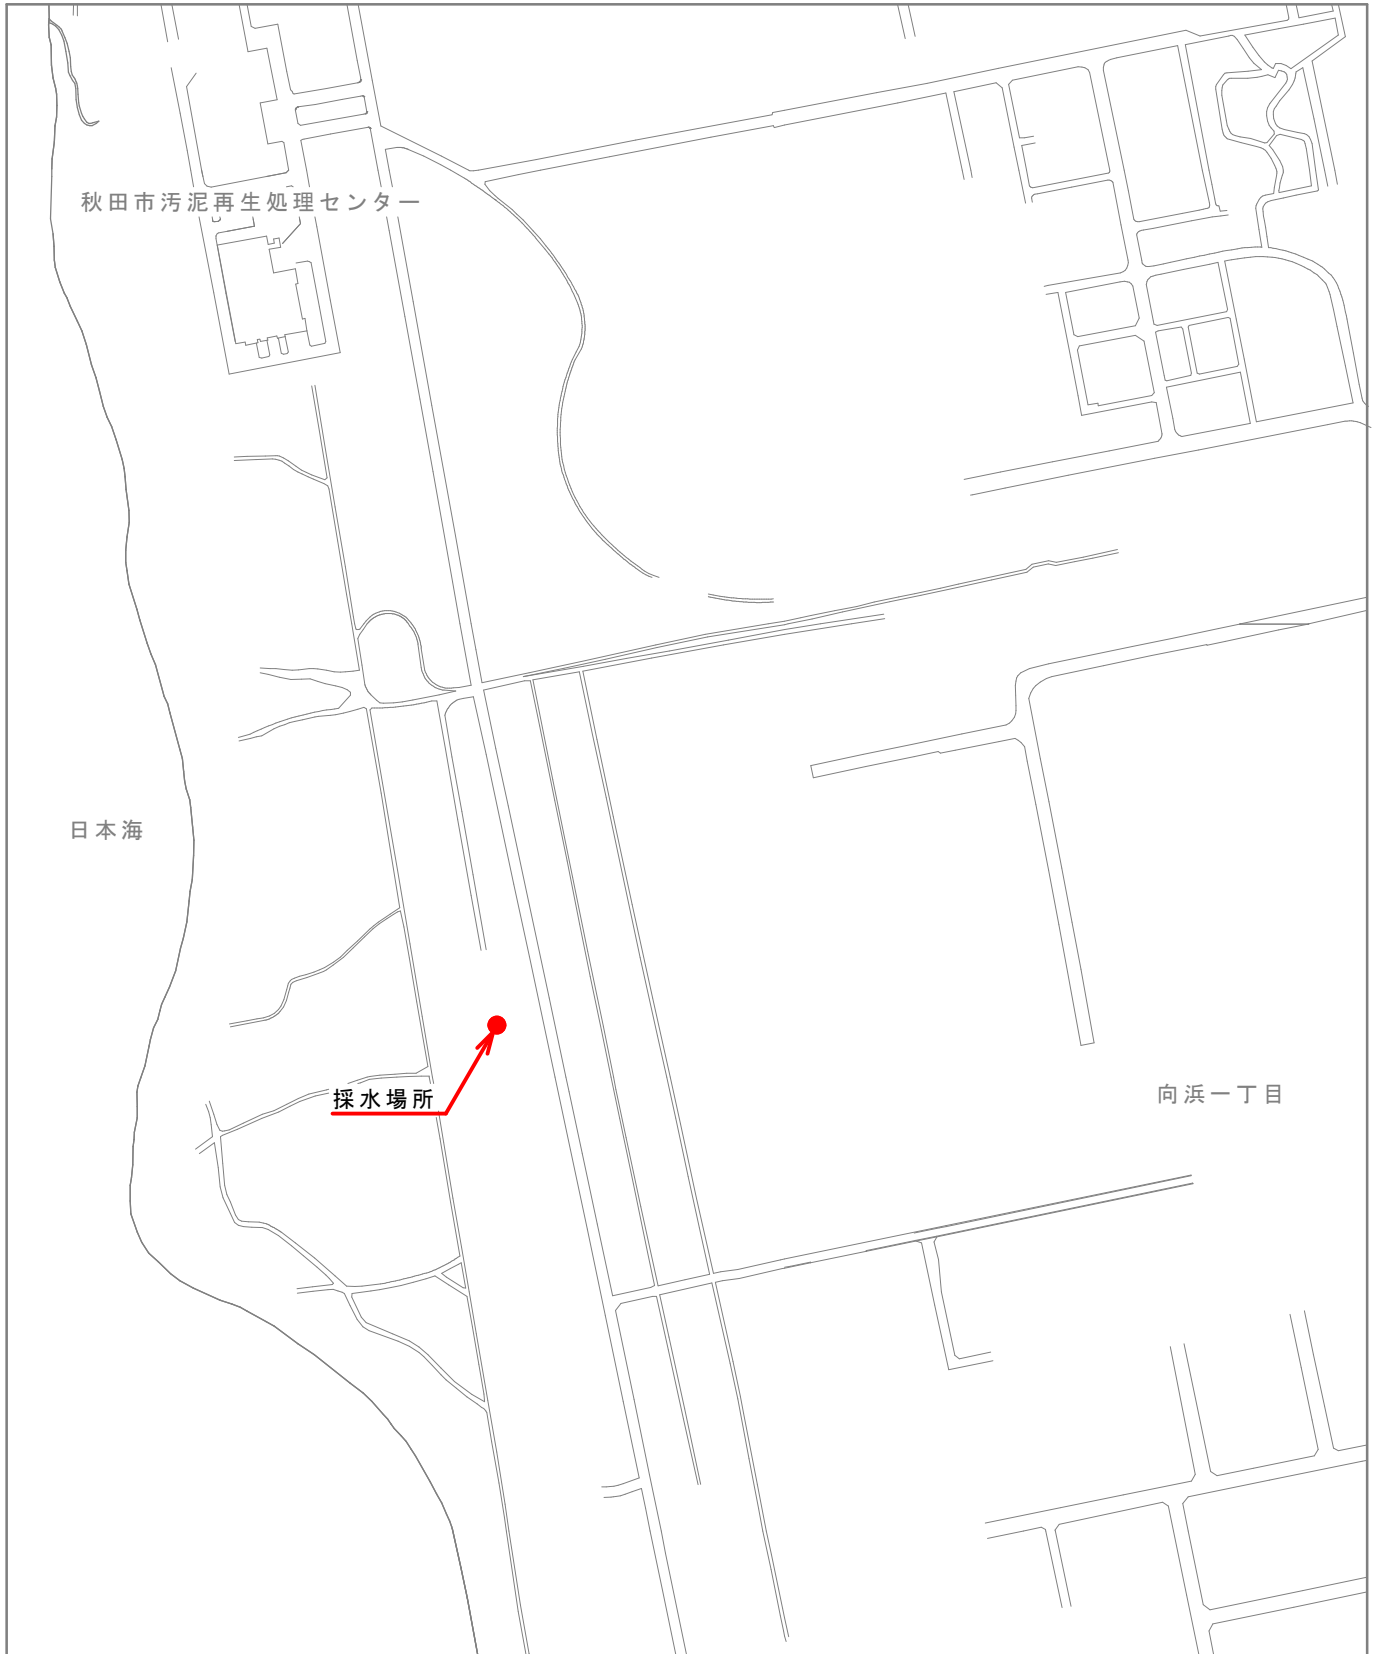 秋田市汚泥再生処理センター
日本海
採水場所
向浜一丁目